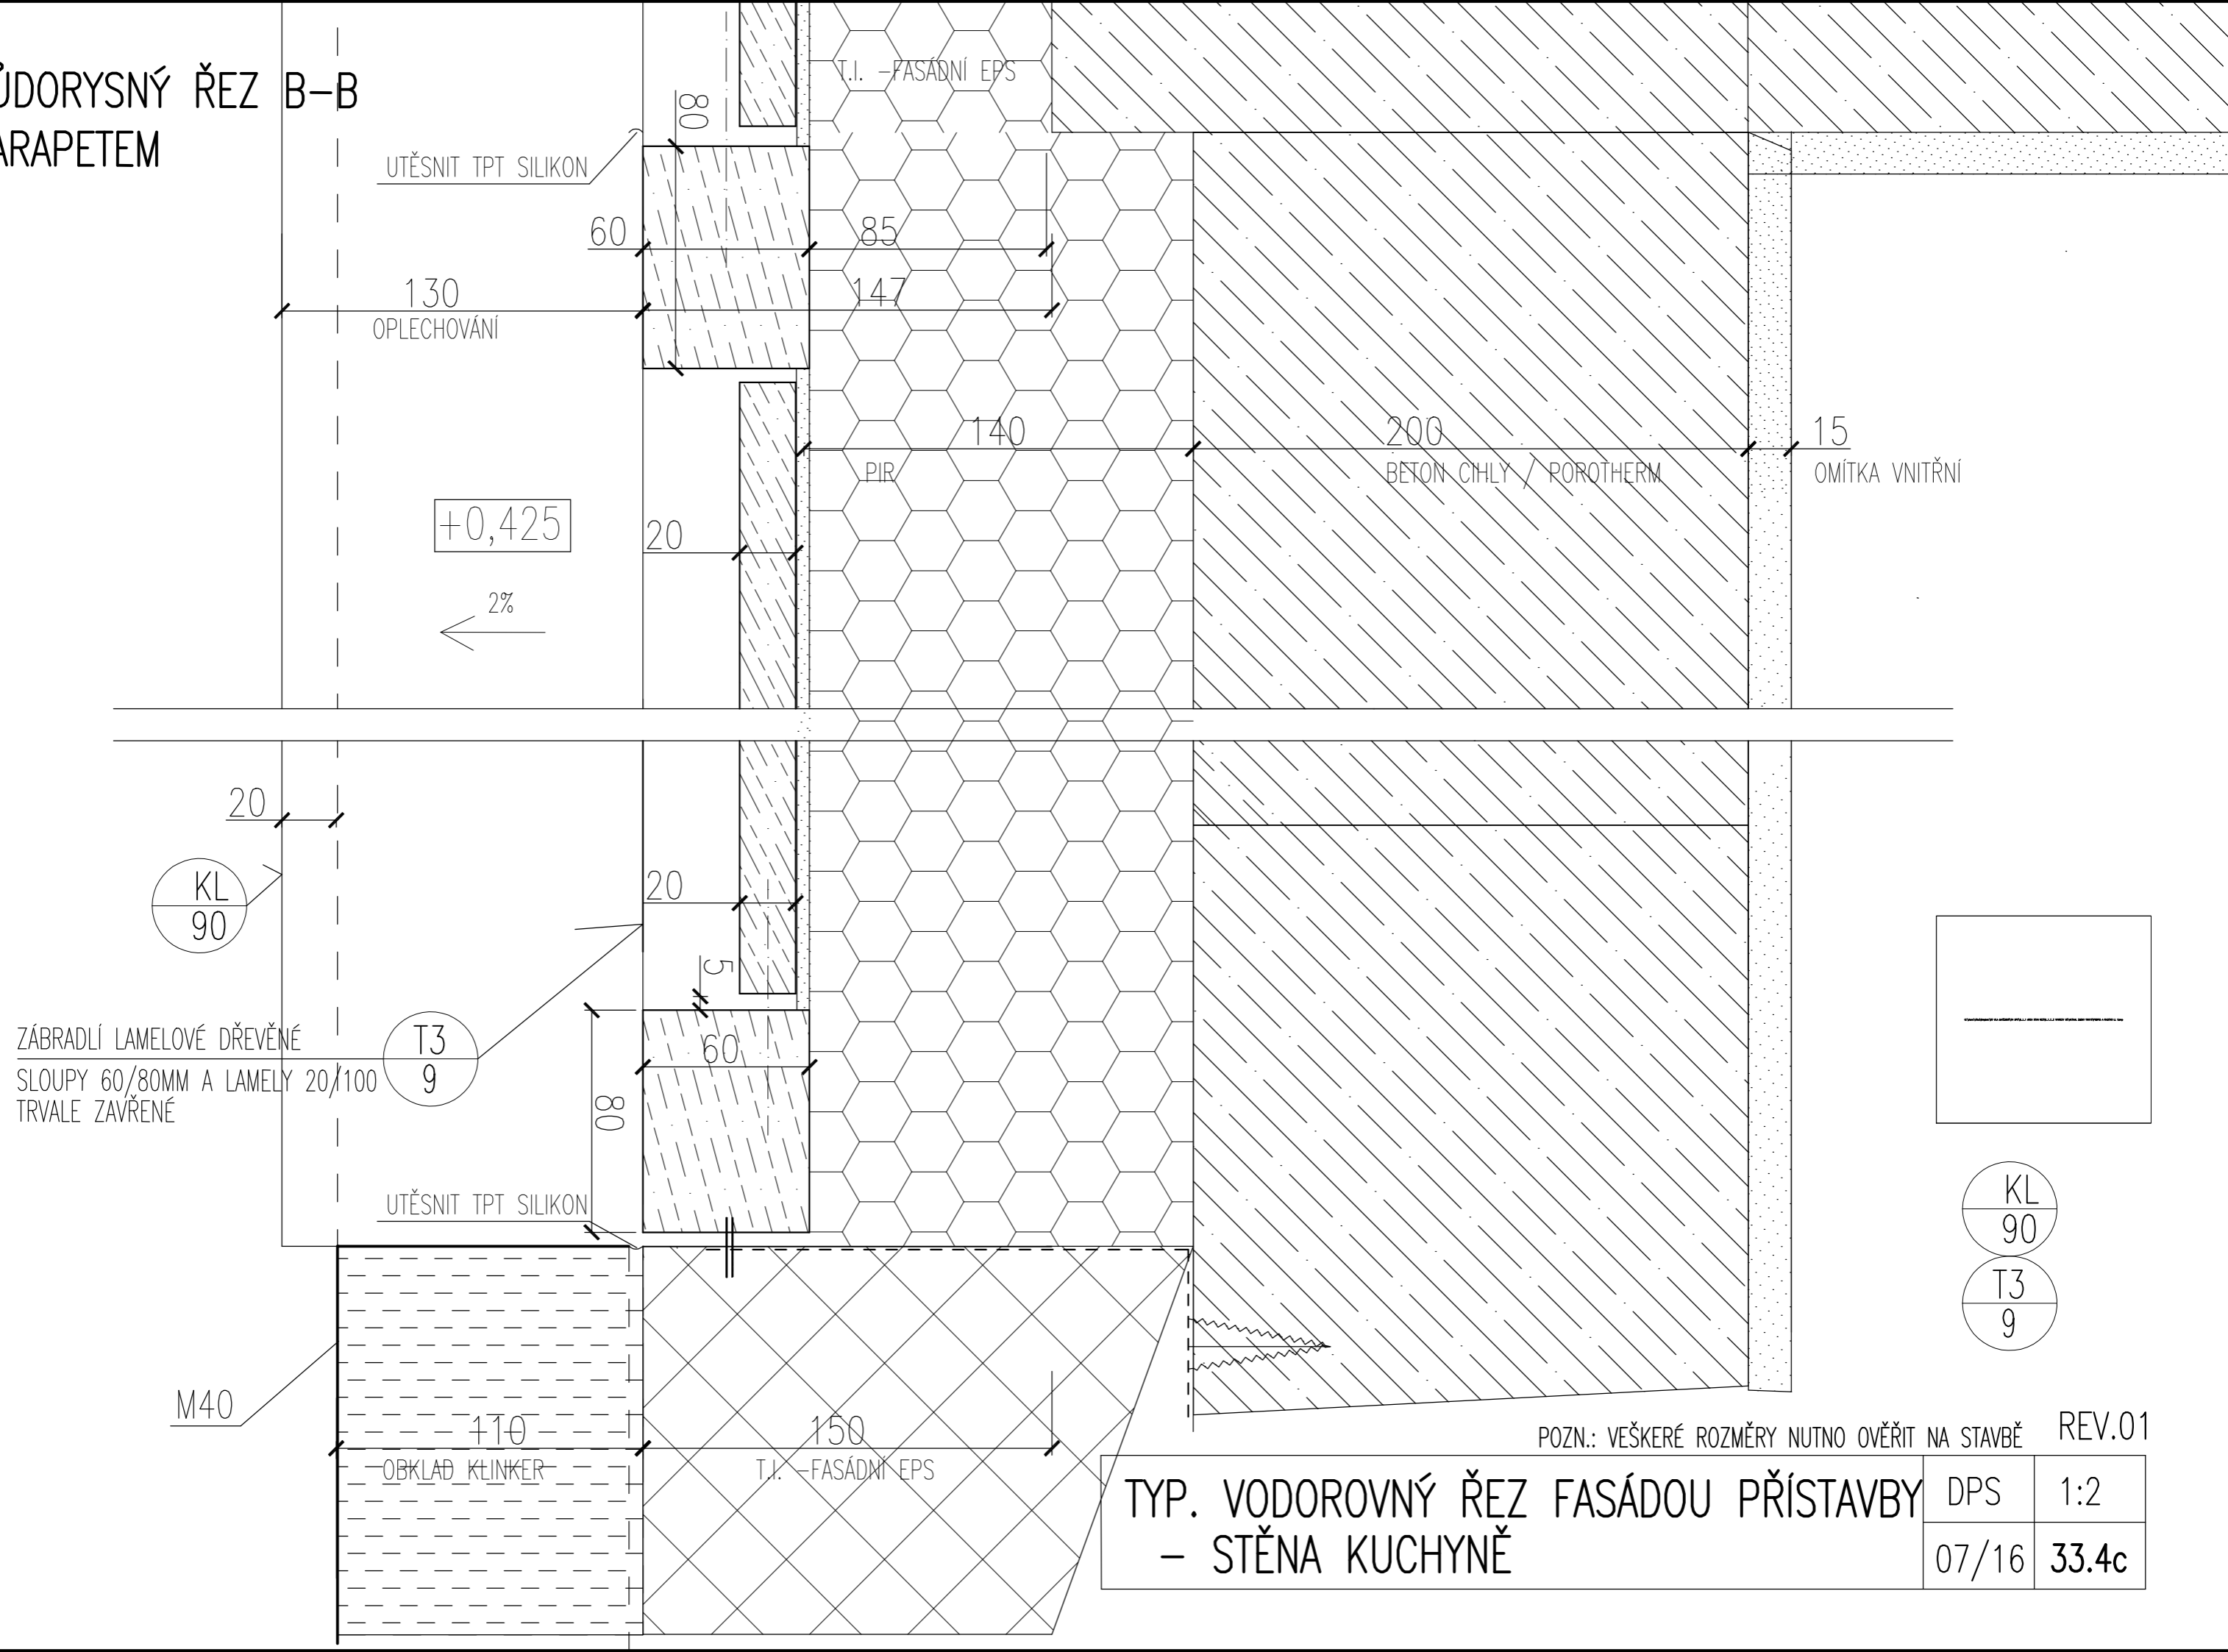 ŮDORYSNÝ ŘEZ B-B
ARAPETEM
T.I. -FASÁDNÍ EPS
80
UTĚSNIT TPT SILIKON
60
85
130
147
OPLECHOVÁNÍ
140
200
15
PIR
BETON CIHLY / POROTHERM
OMÍTKA VNITŘNÍ
+0,425
20
2%
20
KL
90
20
5
ZÁBRADLÍ LAMELOVÉ DŘEVĚNÉ
SLOUPY 60/80MM A LAMELY 20/100
TRVALE ZAVŘENÉ
T3
9
60
80
UTĚSNIT TPT SILIKON
KL
90
T3
9
M40
110
150
OBKLAD KLINKER
T.I. -FASÁDNÍ EPS
POZN.: VEŠKERÉ ROZMĚRY NUTNO OVĚŘIT NA STAVBĚ
REV.01
TYP. VODOROVNÝ ŘEZ FASÁDOU PŘÍSTAVBY
- STĚNA KUCHYNĚ
DPS
1:2
07/16
33.4c